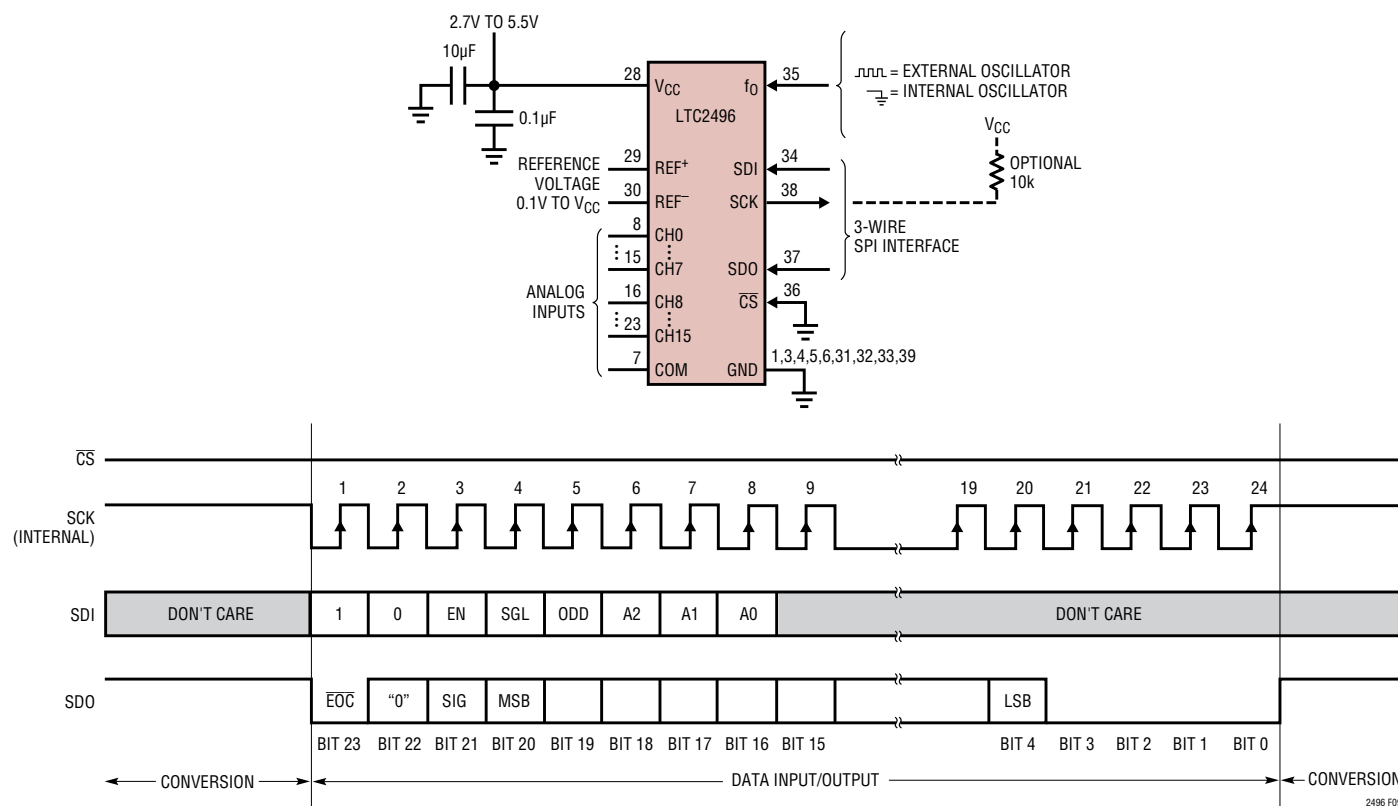 2.7V TO 5.5V
10µF
0.1µF
28
VCC
fO
35
LTC2496
= EXTERNAL OSCILLATOR
= INTERNAL OSCILLATOR
VCC
OPTIONAL
10k
REFERENCE
VOLTAGE
0.1V TO VCC
29
REF+
30
REF–
SDI
34
SCK
38
3-WIRE
SPI INTERFACE
SDO
37
CS
36
ANALOG
INPUTS
8
CH0
15
CH7
16
CH8
23
CH15
7
COM
GND
1,3,4,5,6,31,32,33,39
CS
SCK
(INTERNAL)
1 2 3 4 5 6 7 8 9 19 20 21 22 23 24
SDI
DON'T CARE 1 0 EN SGL ODD A2 A1 A0 DON'T CARE
SDO
EOC “0” SIG MSB LSB
BIT 23 BIT 22 BIT 21 BIT 20 BIT 19 BIT 18 BIT 17 BIT 16 BIT 15 BIT 4 BIT 3 BIT 2 BIT 1 BIT 0
CONVERSION DATA INPUT/OUTPUT CONVERSION